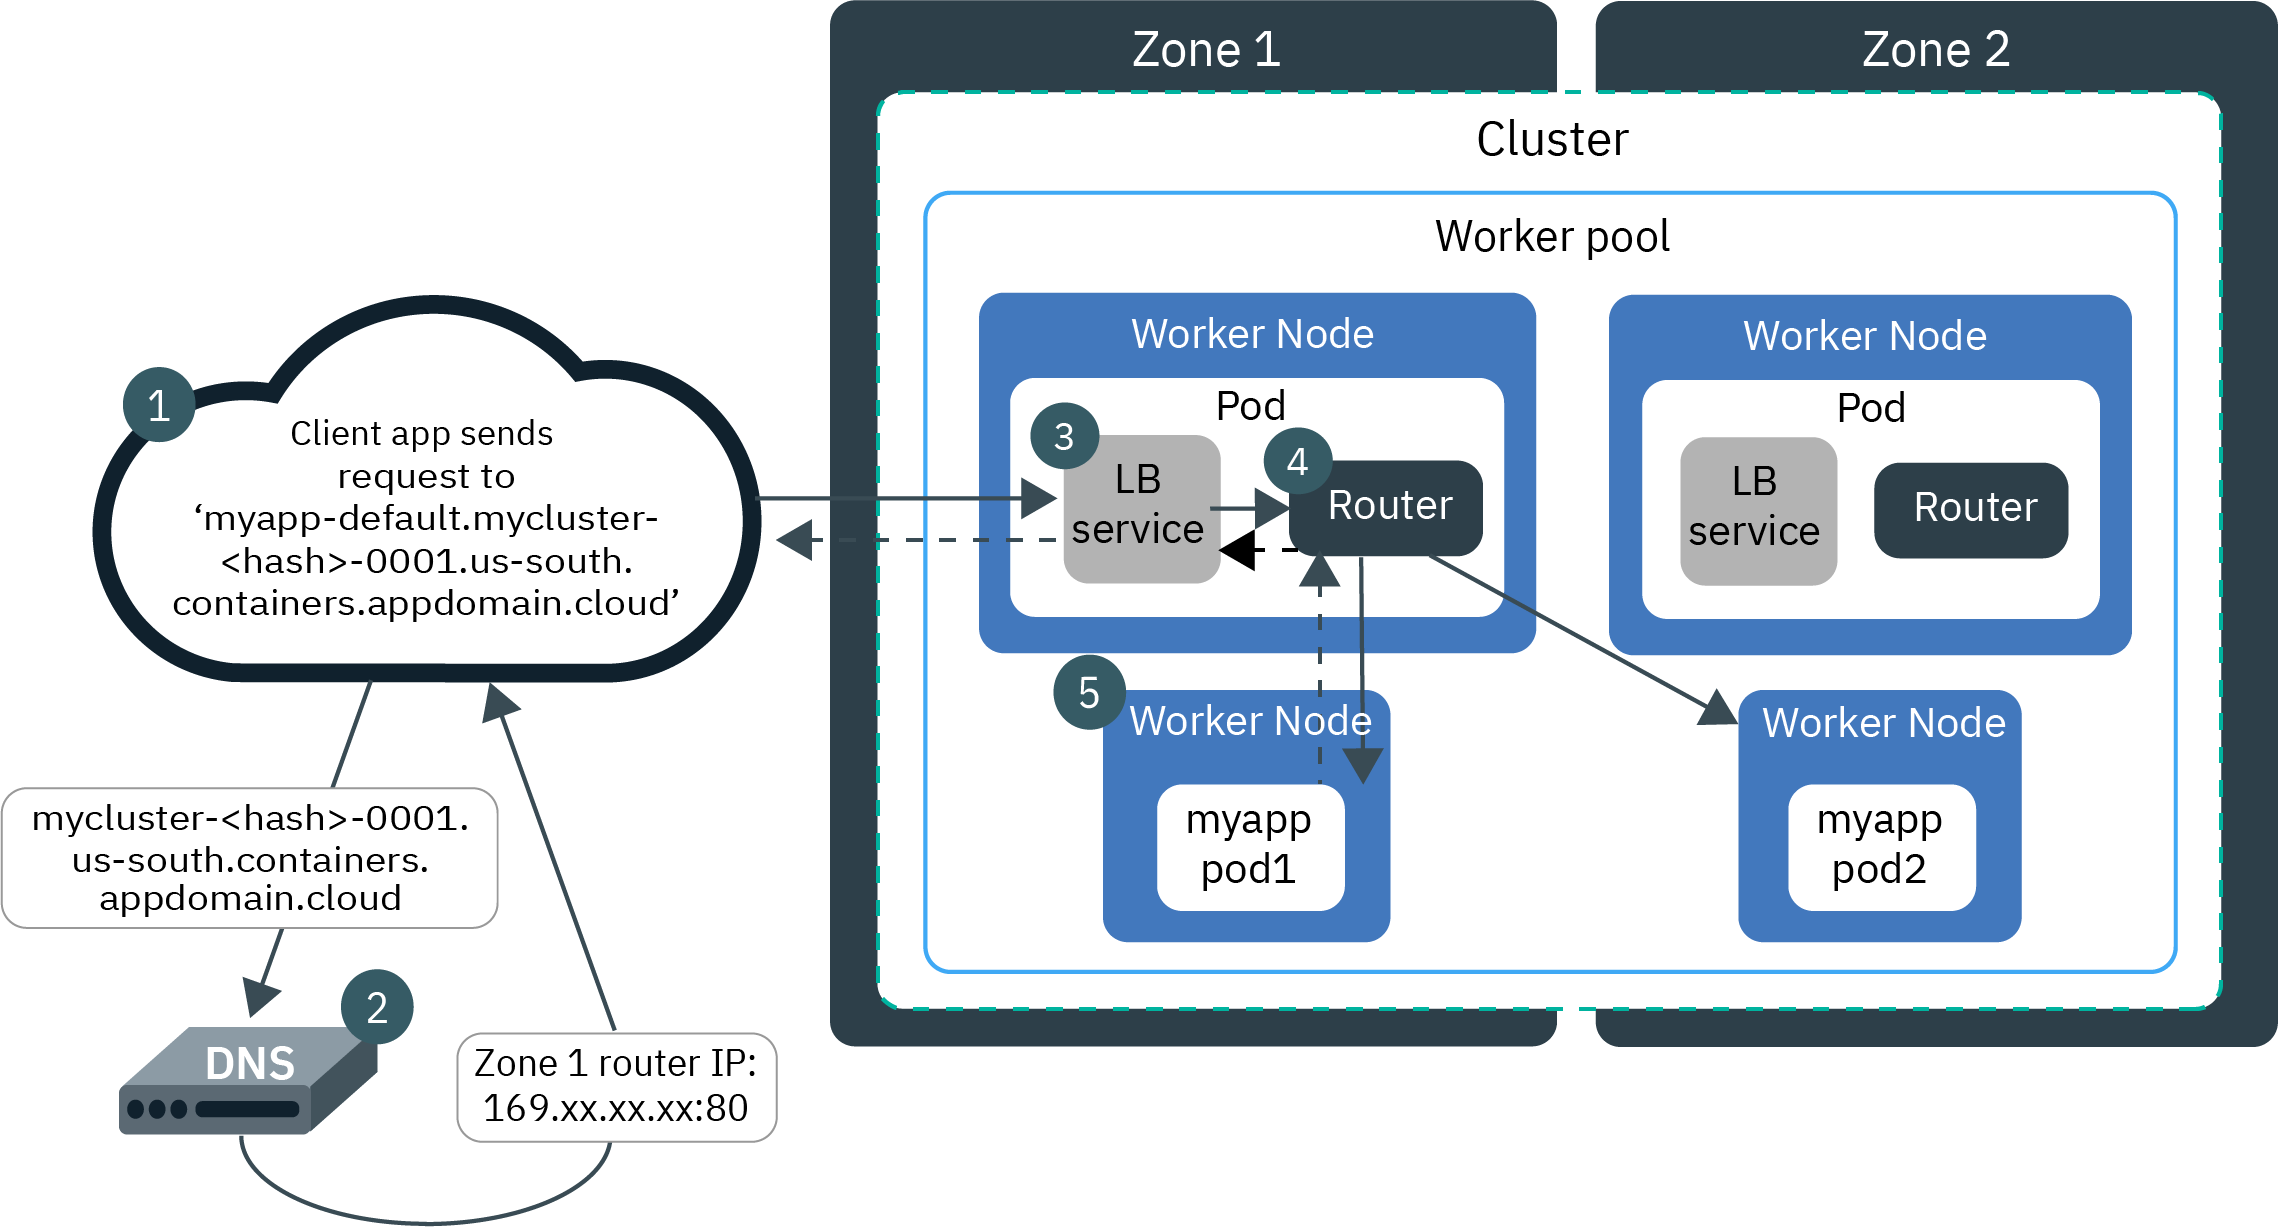 Zone 1
Zone 2
Cluster
Worker pool
Worker Node
Pod
3
LB
service
4
Router
Worker Node
Pod
LB
service
Router
1
Client app sends
request to
‘myapp-default.mycluster-
<hash>-0001.us-south.
containers.appdomain.cloud’
5
Worker Node
myapp
pod1
Worker Node
myapp
pod2
mycluster-<hash>-0001.
us-south.containers.
appdomain.cloud
2
DNS
Zone 1 router IP:
169.xx.xx.xx:80